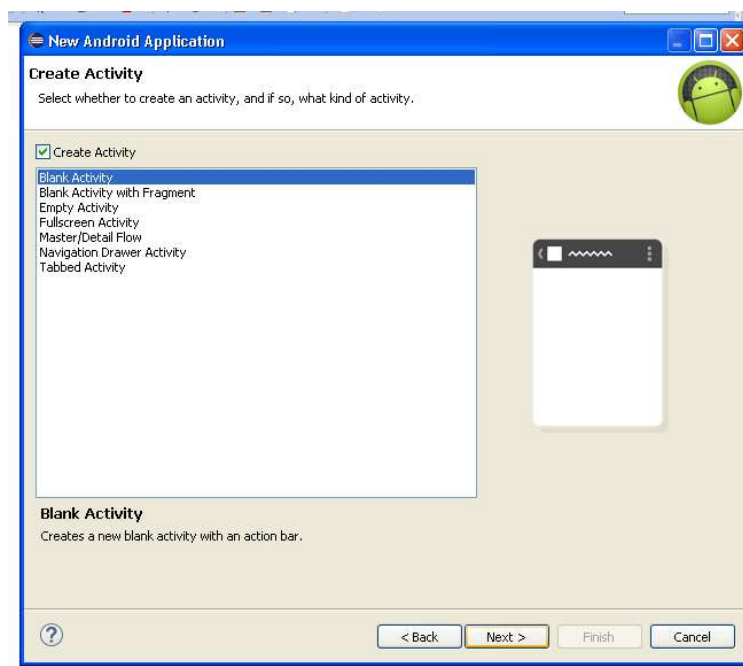 New Android Application
Create Activity
Select whether to create an activity, and if so, what kind of activity.
Create Activity
Blank Activity
Blank Activity with Fragment
Empty Activity
Fullscreen Activity
Master/Detail Flow
Navigation Drawer Activity
Tabbed Activity
Blank Activity
Creates a new blank activity with an action bar.
?
< Back
Next >
Finish
Cancel